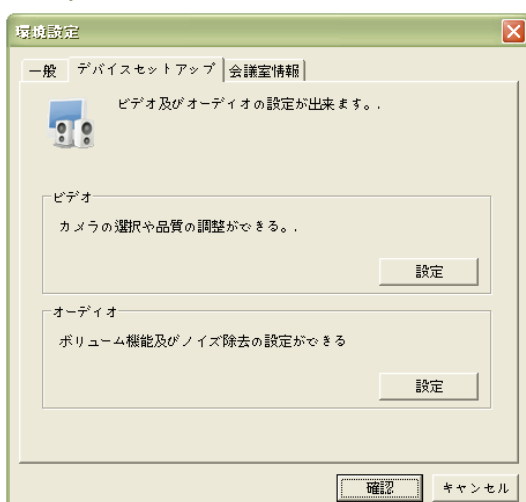 環境設定
一般 デバイスセットアップ 会議室情報
ビデオ及びオーディオの設定が出来ます。.
ビデオ
カメラの選択や品質の調整ができる。.
設定
オーディオ
ボリューム機能及びノイズ除去の設定ができる
設定
確認 キャンセル